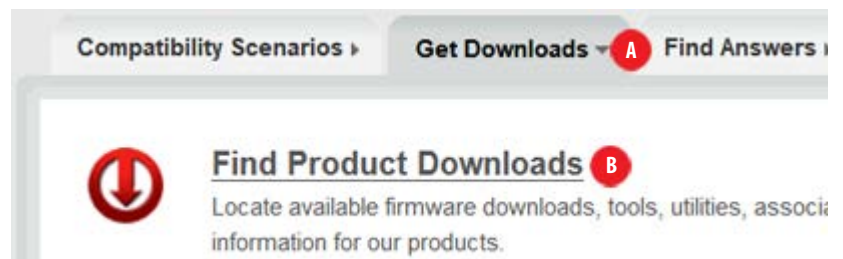 Compatibility Scenarios Get Downloads A Find Answers
Find Product Downloads B
Locate available firmware downloads, tools, utilities,
information for our products.